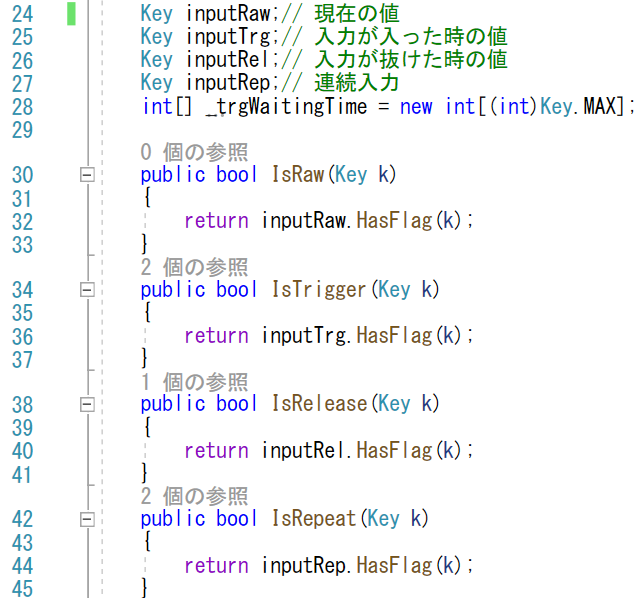 24 Key inputRaw;// 現在の値
25 Key inputTrg;// 入力が入った時の値
26 Key inputRel;// 入力が抜けた時の値
27 Key inputRep;// 連続入力
28 int[] _trgWaitingTime = new int[(int)Key.MAX];
29
0 個の参照
30 public bool IsRaw(Key k)
31 {
32 return inputRaw.HasFlag(k);
33 }
2 個の参照
34 public bool IsTrigger(Key k)
35 {
36 return inputTrg.HasFlag(k);
37 }
1 個の参照
38 public bool IsRelease(Key k)
39 {
40 return inputRel.HasFlag(k);
41 }
2 個の参照
42 public bool IsRepeat(Key k)
43 {
44 return inputRep.HasFlag(k);
45 }